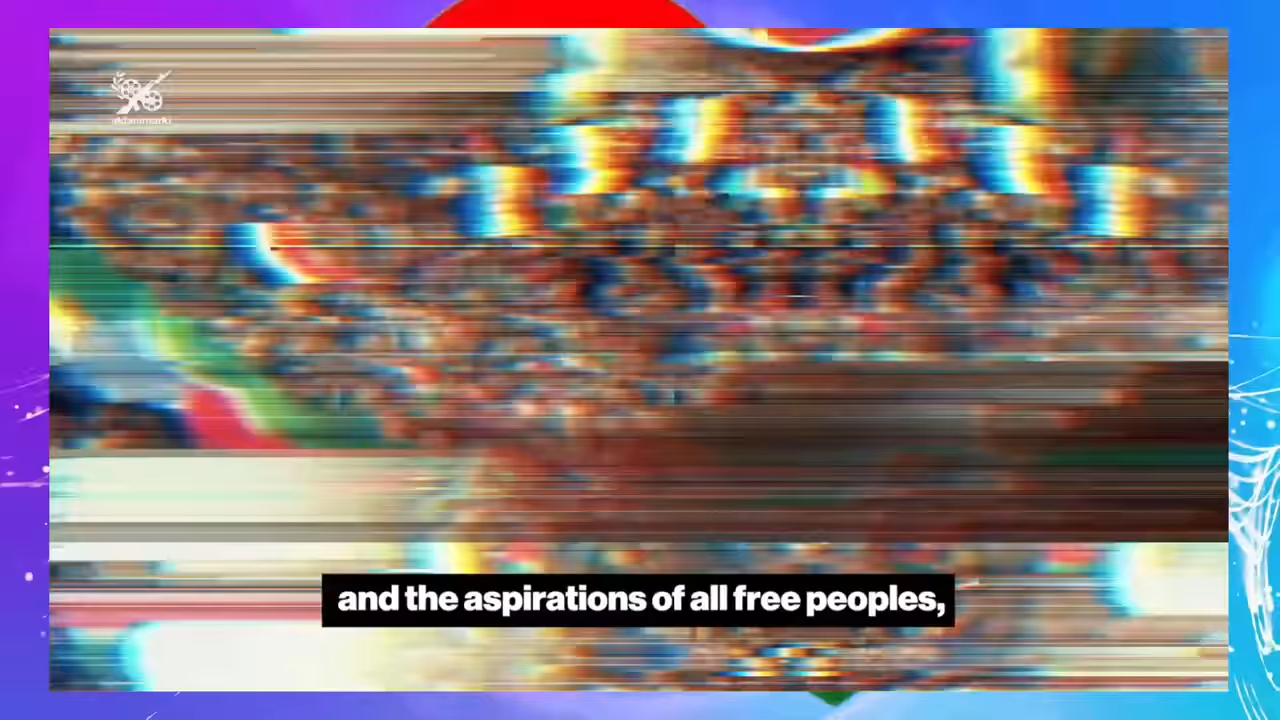 and the aspirations of all free peoples,